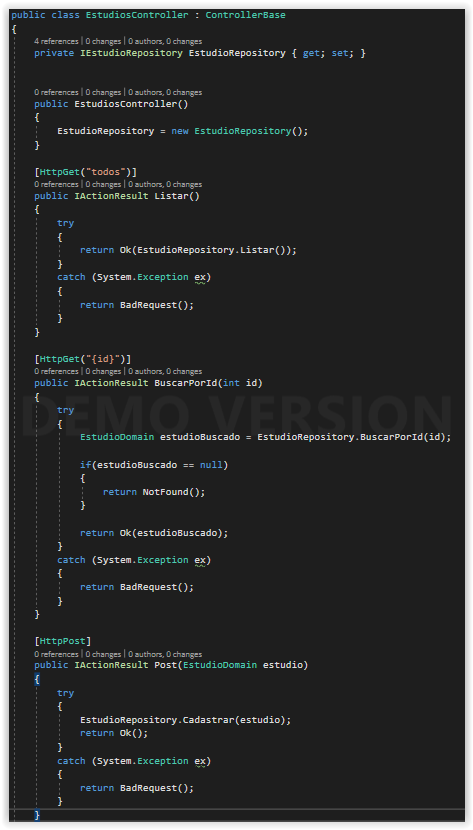 public class EstudiosController : ControllerBase
{
4 references | 0 changes | 0 authors, 0 changes
private IEstudioRepository EstudioRepository { get; set; }
0 references | 0 changes | 0 authors, 0 changes
public EstudiosController()
{
EstudioRepository = new EstudioRepository();
}
[HttpGet("todos")]
0 references | 0 changes | 0 authors, 0 changes
public IActionResult Listar()
{
try
{
return Ok(EstudioRepository.Listar());
}
catch (System.Exception ex)
{
return BadRequest();
}
}
[HttpGet("{id}")]
0 references | 0 changes | 0 authors, 0 changes
public IActionResult BuscarPorId(int id)
{
DEMO VERSION
try
{
EstudioDomain estudioBuscado = EstudioRepository.BuscarPorId(id);
if(estudioBuscado == null)
{
return NotFound();
}
return Ok(estudioBuscado);
}
catch (System.Exception ex)
{
return BadRequest();
}
}
[HttpPost]
0 references | 0 changes | 0 authors, 0 changes
public IActionResult Post(EstudioDomain estudio)
{
try
{
EstudioRepository.Cadastrar(estudio);
return Ok();
}
catch (System.Exception ex)
{
return BadRequest();
}
}